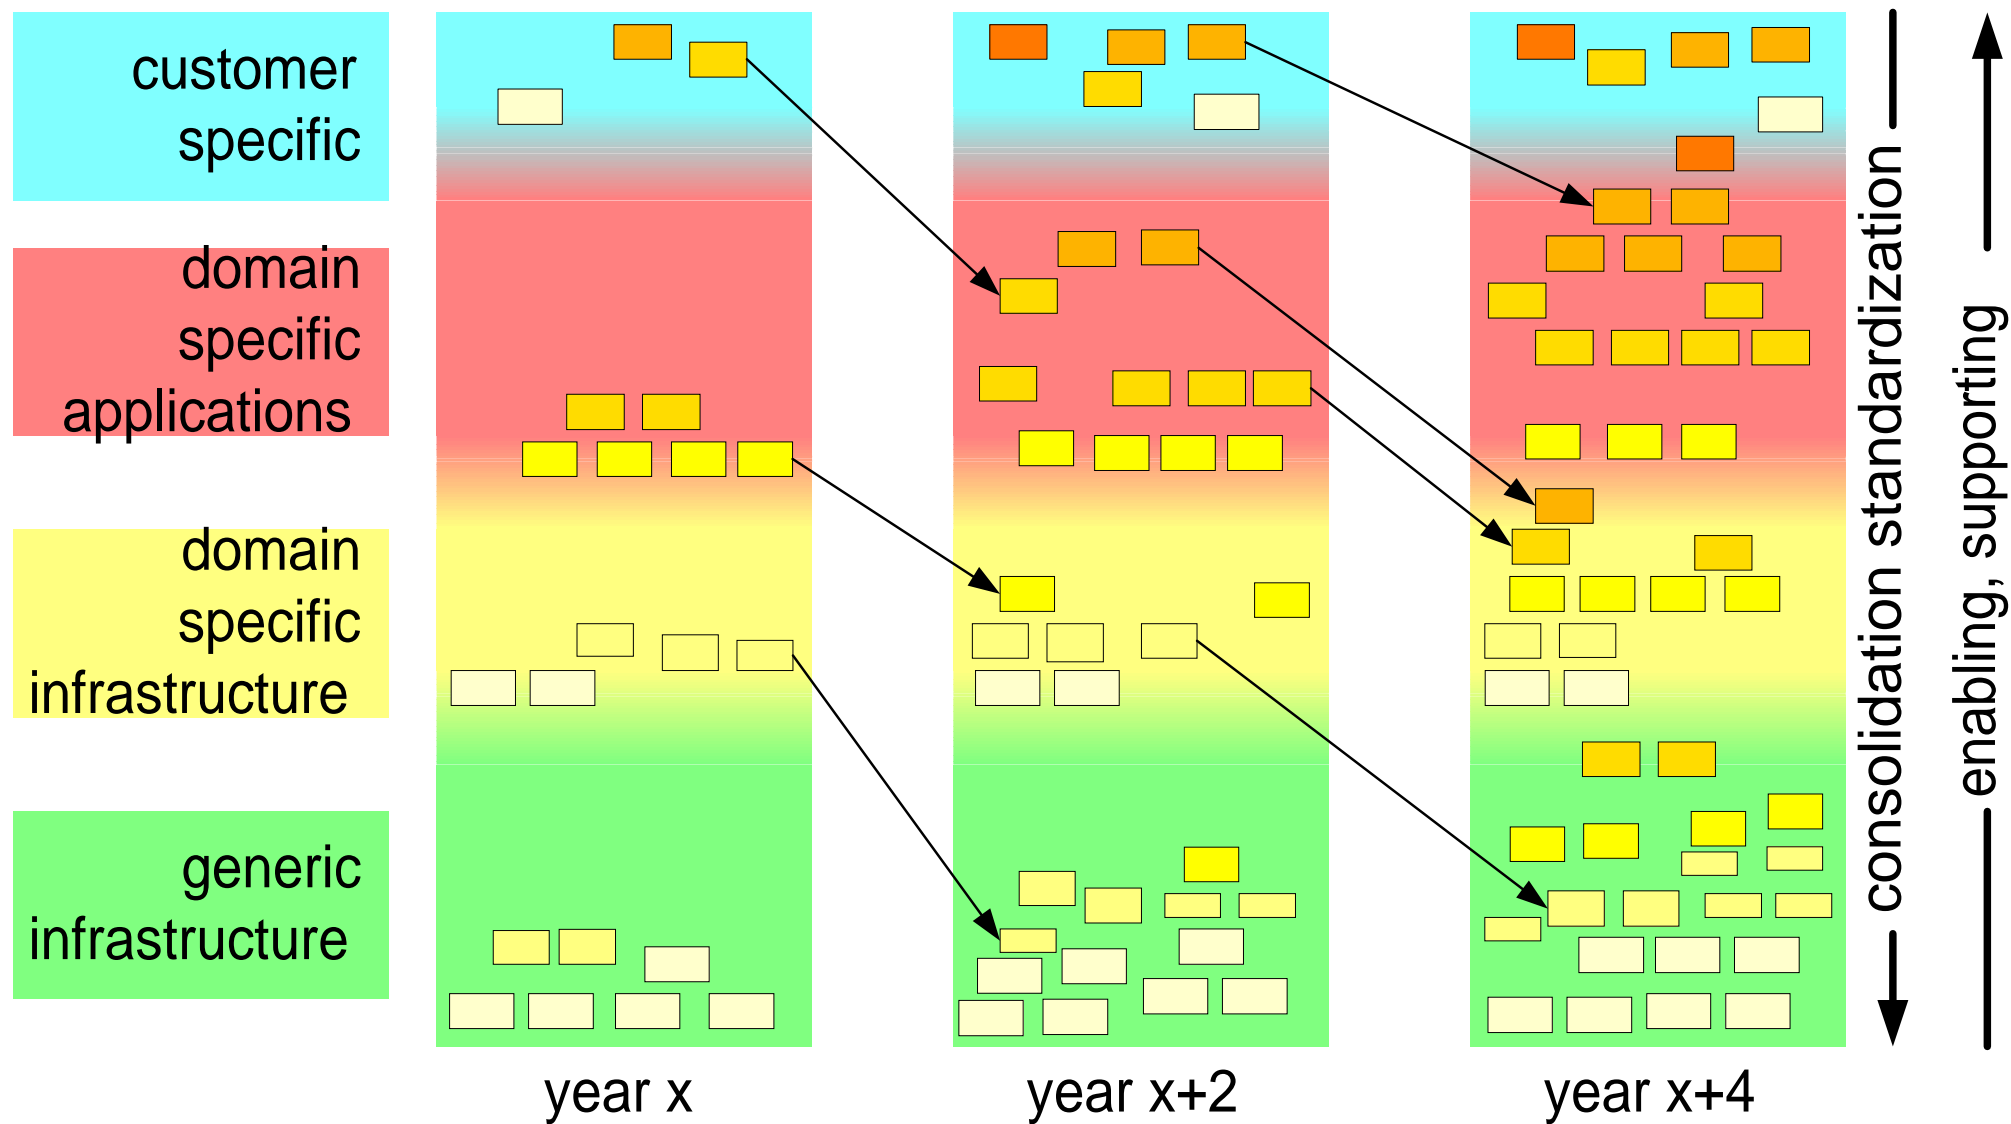 customer
specific
domain
specific
applications
domain
specific
infrastructure
generic
infrastructure
year x
year x+2
year x+4
consolidation standardization
enabling, supporting